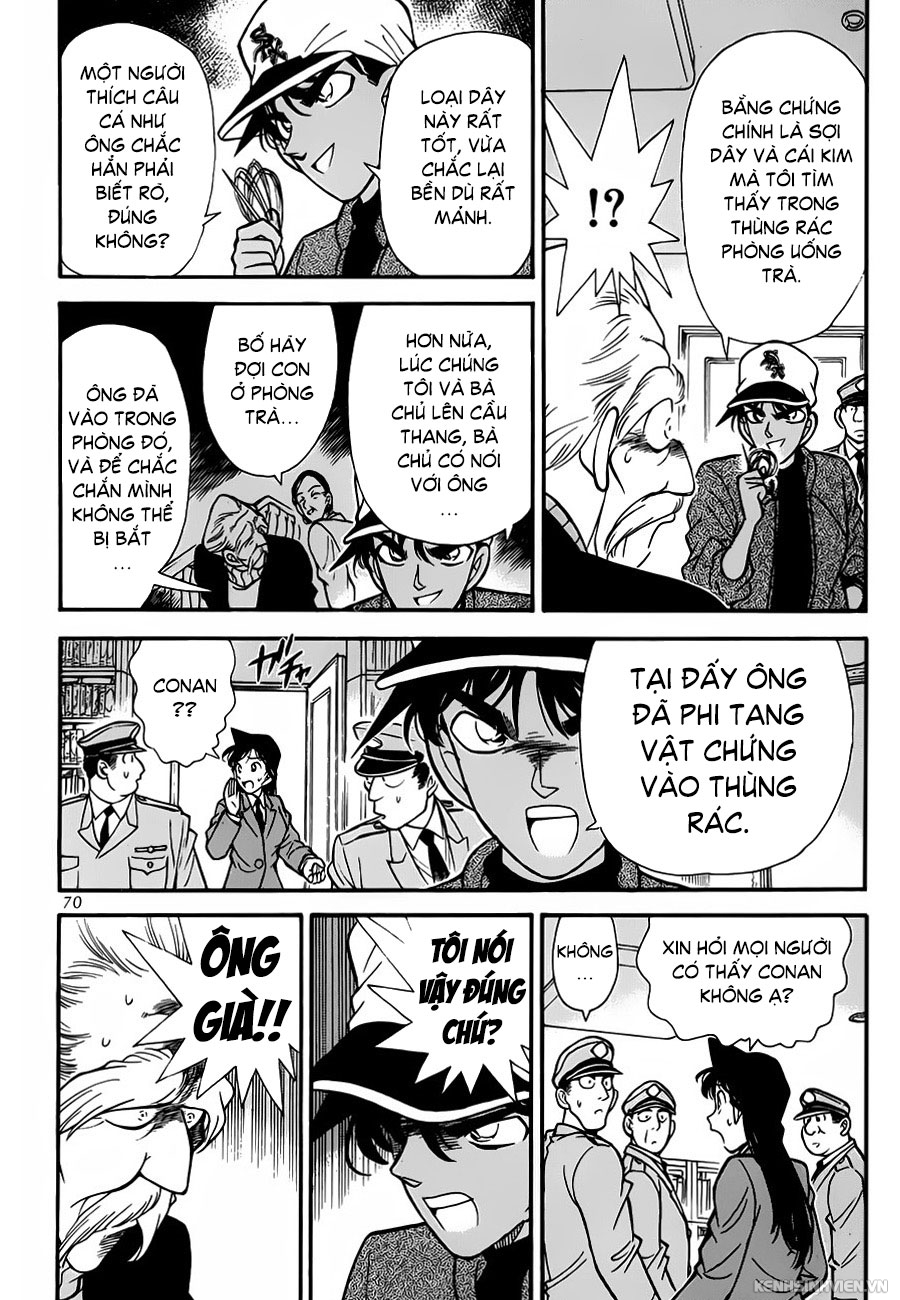 BẰNG CHỨNG
CHÍNH LÀ SỢI
DÂY VÀ CÁI KIM
MÀ TÔI TÌM
THẤY TRONG
THÙNG RÁC
PHÒNG UỐNG
TRÀ.
!?
LOẠI DÂY
NÀY RẤT
TỐT, VỪA
CHẮC LẠI
BỀN DÙ RẤT
MẢNH.
MỘT NGƯỜI
THÍCH CÂU
CÁ NHƯ
ÔNG CHẮC
HẲN PHẢI
BIẾT RÕ,
ĐÚNG
KHÔNG?
HƠN NỮA,
LÚC CHÚNG
TÔI VÀ BÀ
CHỦ LÊN CẦU
THANG, BÀ
CHỦ CÓ NÓI
VỚI ÔNG
...
BỐ HÃY
ĐỢI CON
Ở PHÒNG
TRÀ...
ÔNG ĐÃ
VÀO TRONG
PHÒNG ĐÓ,
VÀ ĐỂ CHẮC
CHẮN MÌNH
KHÔNG THỂ
BỊ BẮT
...
TẠI ĐẤY ÔNG
ĐÃ PHI TANG
VẬT CHỨNG
VÀO THÙNG
RÁC.
ガチャ
CONAN
??
70
XIN HỎI MỌI NGƯỜI
CÓ THẤY CONAN
KHÔNG Ạ?
KHÔNG
...
TÔI NÓI
VẬY ĐÚNG
CHỨ?
ÔNG
GIÀ!!
KENHSINHVIEN.VN